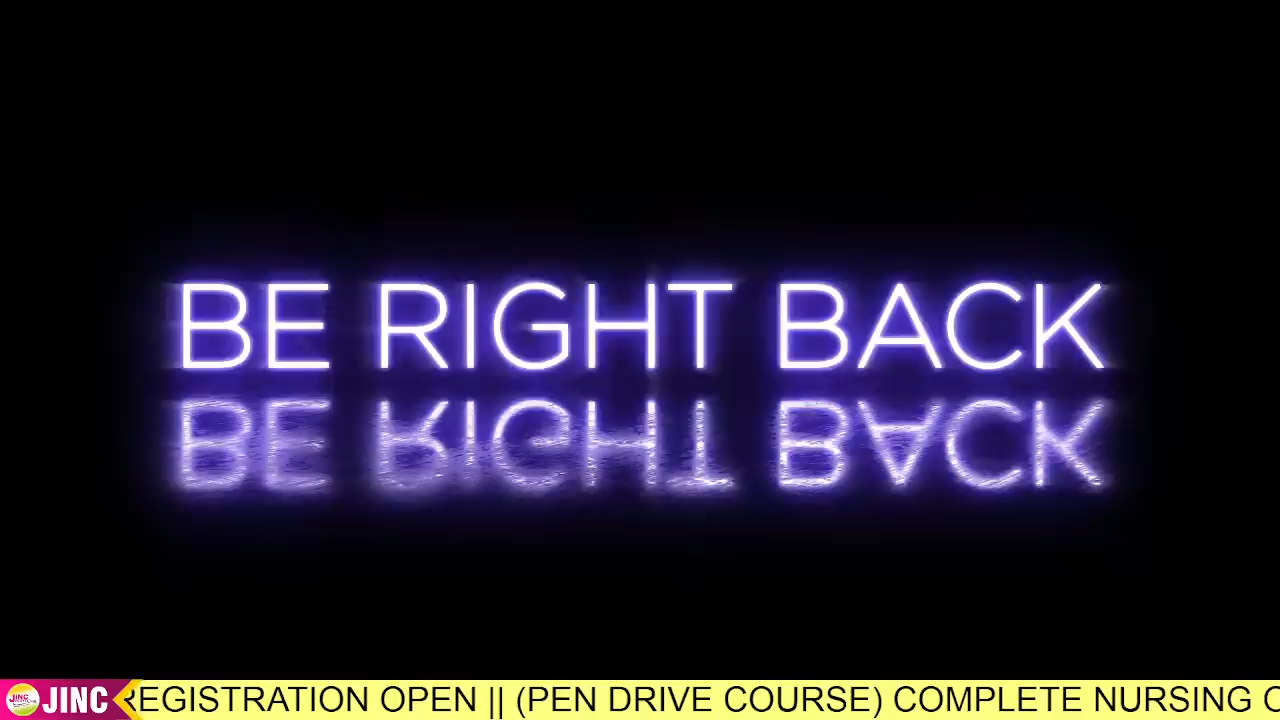 BE RIGHT BACK
JINC
REGISTRATION OPEN || (PEN DRIVE COURSE) COMPLETE NURSING